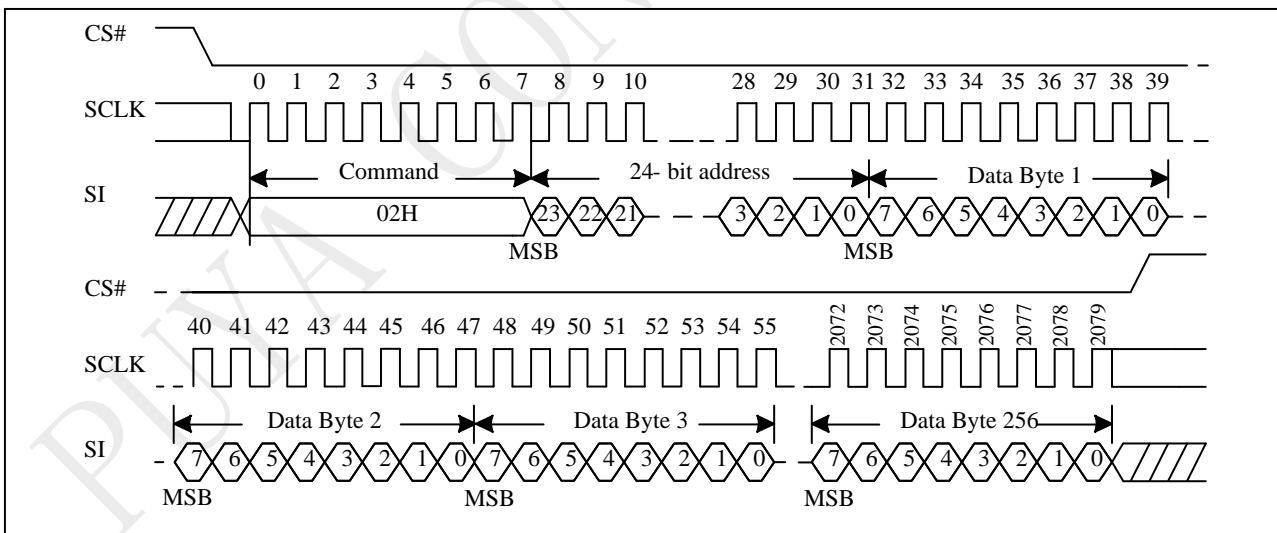 CS#
0 1 2 3 4 5 6 7 8 9 10 28 29 30 31 32 33 34 35 36 37 38 39
SCLK
Command 24- bit address Data Byte 1
SI
02H 23 22 21 3 2 1 0 7 6 5 4 3 2 1 0
MSB MSB
CS#
40 41 42 43 44 45 46 47 48 49 50 51 52 53 54 55 2072 2073 2074 2075 2076 2077 2078 2079
SCLK
Data Byte 2 Data Byte 3 Data Byte 256
SI
7 6 5 4 3 2 1 0 7 6 5 4 3 2 1 0 7 6 5 4 3 2 1 0
MSB MSB MSB
PUYA CON